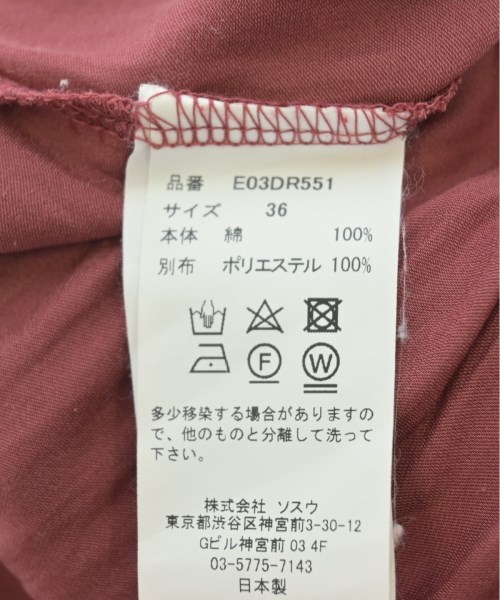 品番 E03DR551
サイズ 36
本体 綿 100%
別布 ポリエステル 100%
F W
多少移染する場合がありますの
で、他のものと分離して洗って
下さい。
株式会社 ソスウ
東京都渋谷区神宮前3-30-12
Gビル神宮前 03 4F
03-5775-7143
日本製